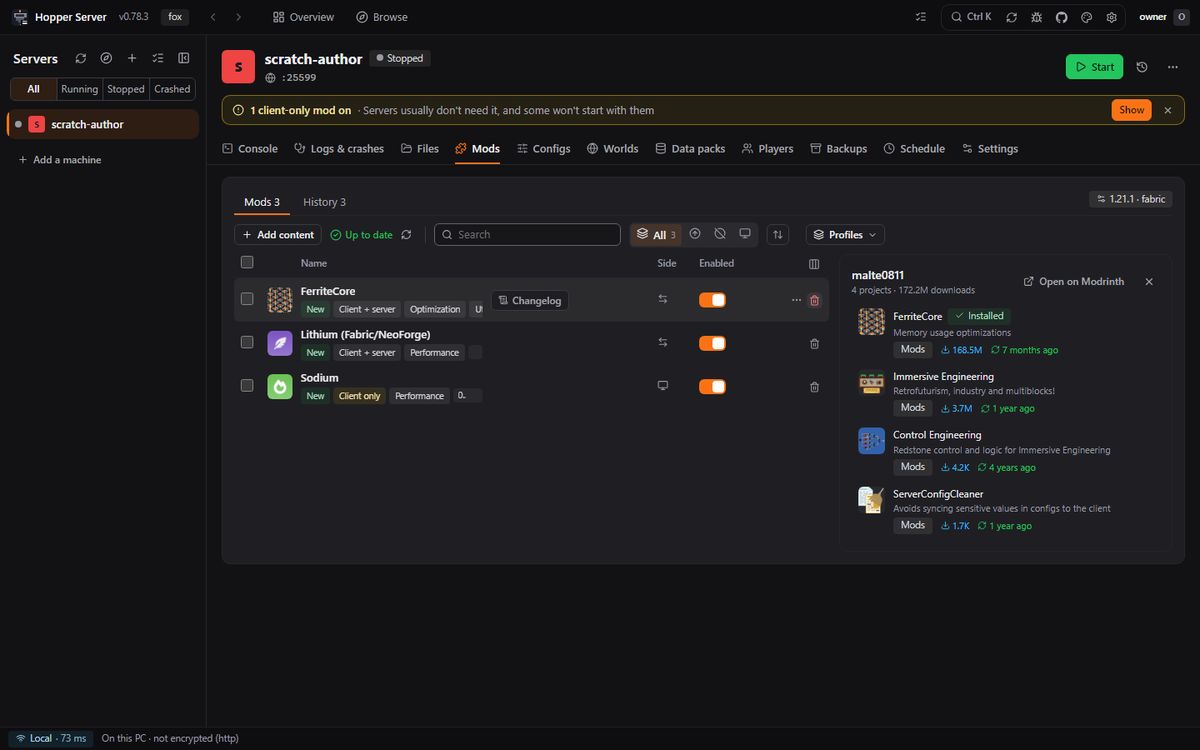 Hopper Server v0.78.3 fox Overview Browse Ctrl K owner O
Servers
All Running Stopped Crashed
S scratch-author
Add a machine
S scratch-author Stopped
:25599
Start
1 client-only mod on · Servers usually don't need it, and some won't start with them Show
Console Logs & crashes Files Mods Configs Worlds Data packs Players Backups Schedule Settings
Mods 3 History 3 1.21.1 · fabric
Add content Up to date Search All 3 Profiles
Name Side Enabled
FerriteCore
New Client + server Optimization
Changelog
Lithium (Fabric/NeoForge)
New Client + server Performance
Sodium
New Client only Performance
malte0811
4 projects · 172.2M downloads
Open on Modrinth
FerriteCore Installed
Memory usage optimizations
Mods 168.5M 7 months ago
Immersive Engineering
Retrofuturism, industry and multiblocks!
Mods 3.7M 1 year ago
Control Engineering
Redstone control and logic for Immersive Engineering
Mods 4.2K 4 years ago
ServerConfigCleaner
Avoids syncing sensitive values in configs to the client
Mods 1.7K 1 year ago
Local · 73 ms On this PC · not encrypted (http)